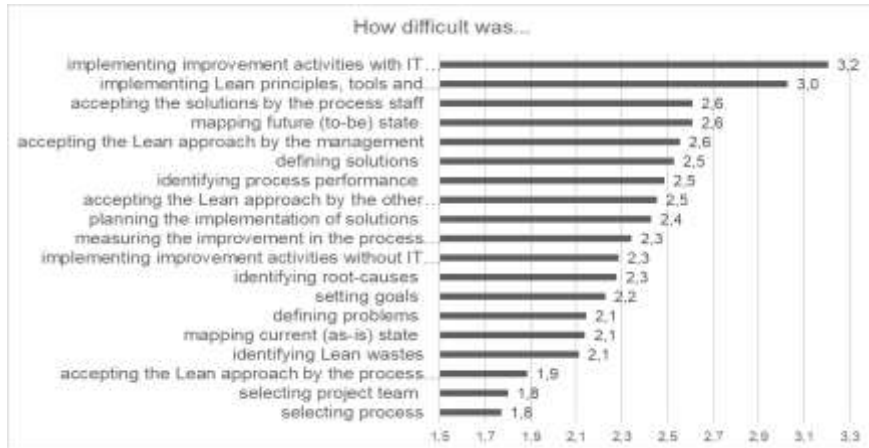 How difficult was...
implementing improvement activities with IT ... 3,2
implementing Lean principles, tools and ... 3,0
accepting the solutions by the process staff 2,6
mapping future (to-be) state 2,6
accepting the Lean approach by the management 2,6
defining solutions 2,5
identifying process performance 2,5
accepting the Lean approach by the other ... 2,5
planning the implementation of solutions 2,4
measuring the improvement in the process ... 2,3
implementing improvement activities without IT ... 2,3
identifying root-causes 2,3
setting goals 2,2
defining problems 2,1
mapping current (as-is) state 2,1
identifying Lean wastes 2,1
accepting the Lean approach by the process ... 1,9
selecting project team 1,8
selecting process 1,8
1,5 1,7 1,9 2,1 2,3 2,5 2,7 2,9 3,1 3,3